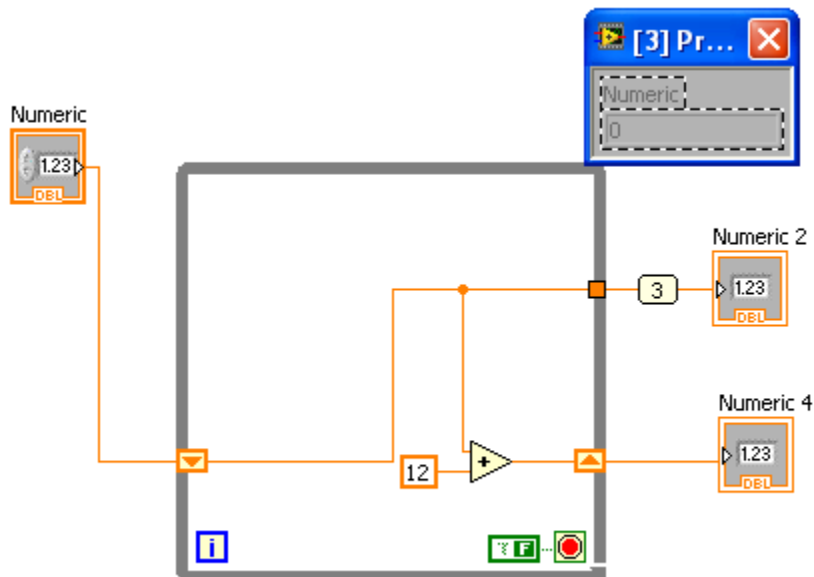 [3] Pr...
Numeric
0
Numeric
1.23
DBL
Numeric 2
3
1.23
DBL
Numeric 4
12
+
1.23
DBL
i
F